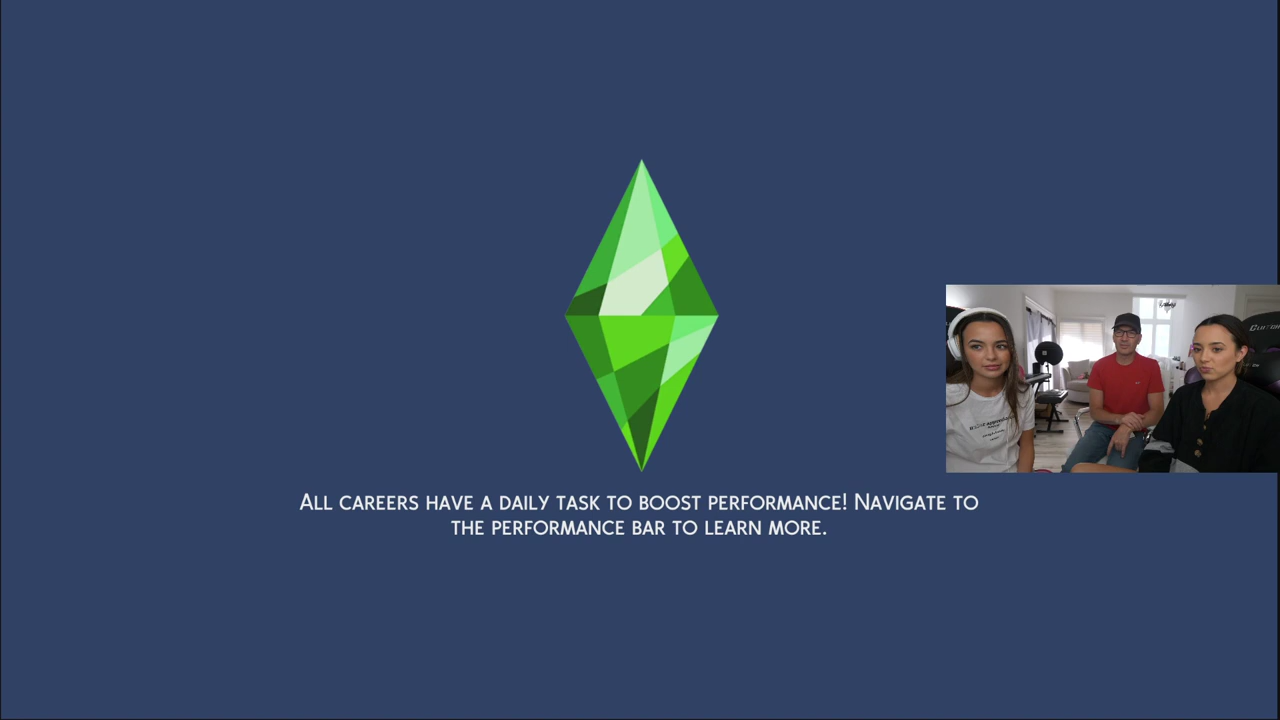 All careers have a daily task to boost performance! Navigate to
the performance bar to learn more.